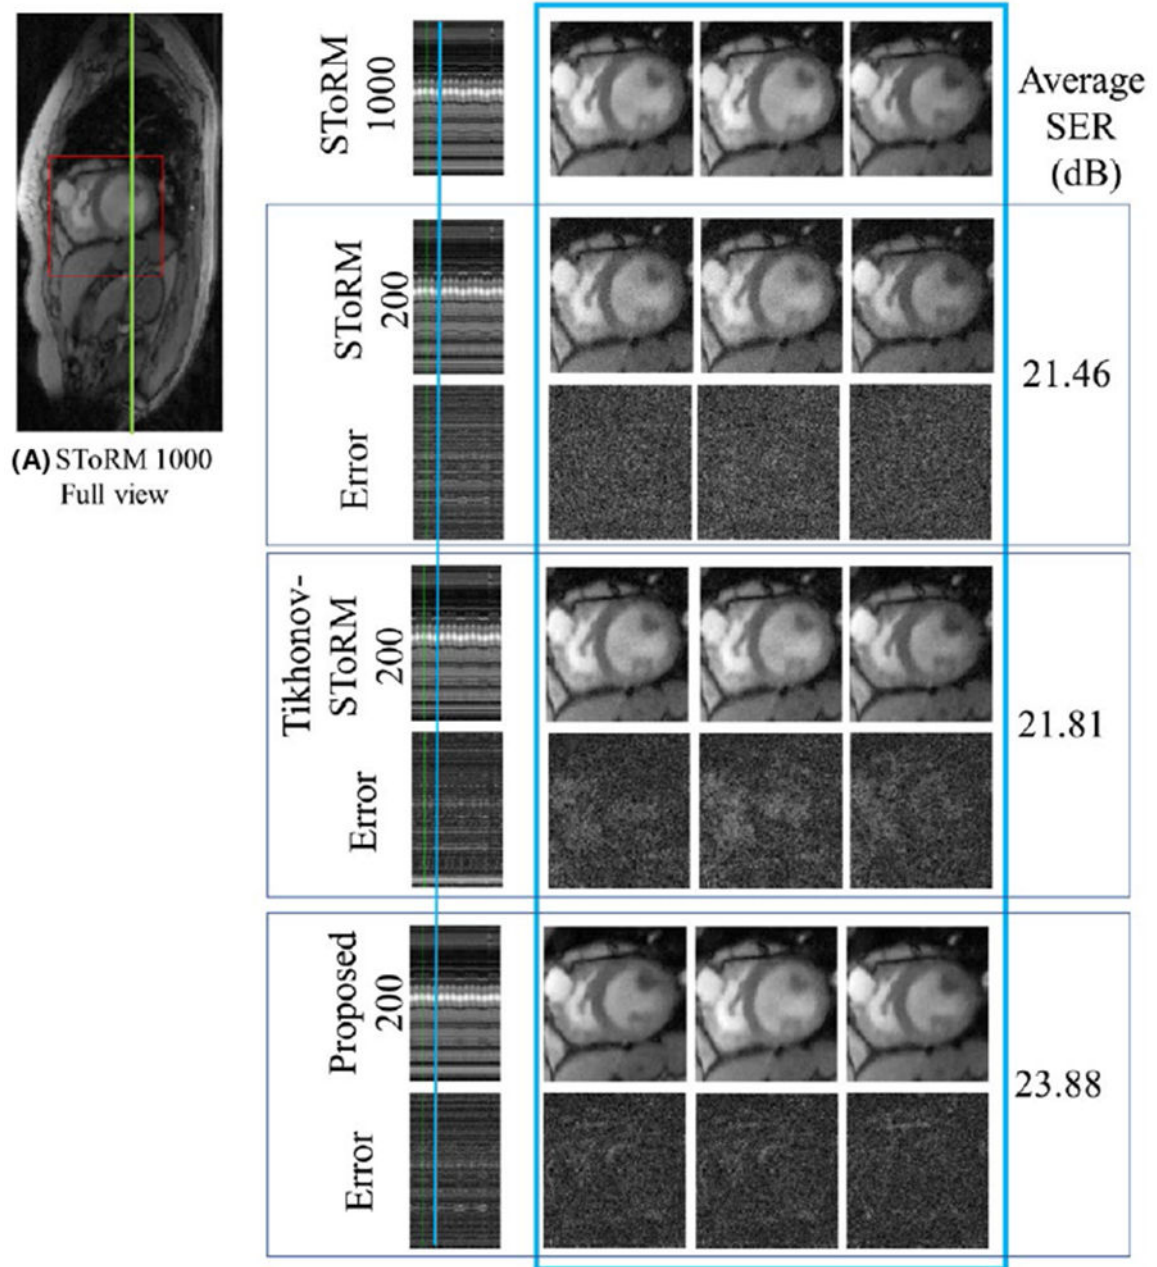 (A) SToRM 1000
Full view
SToRM
1000
Average
SER
(dB)
SToRM
200
Error
21.46
Tikhonov-
SToRM
200
Error
21.81
Proposed
200
Error
23.88